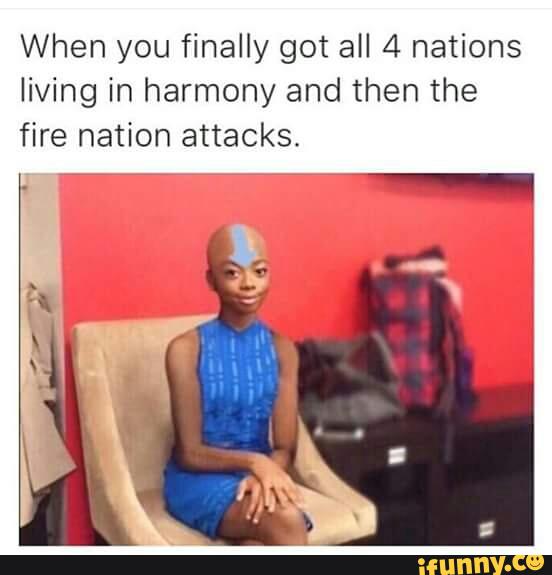 When you finally got all 4 nations
living in harmony and then the
fire nation attacks.
ifunny.co